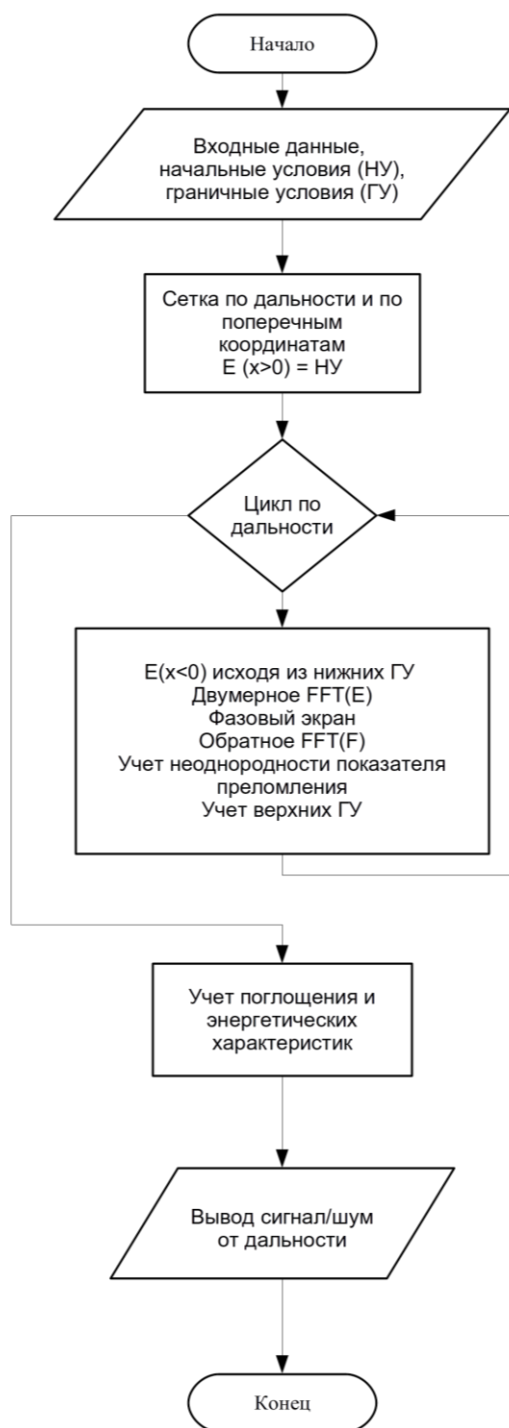 Начало
Входные данные,
начальные условия (НУ),
граничные условия (ГУ)
Сетка по дальности и по
поперечным
координатам
E (x>0) = НУ
Цикл по
дальности
E(x<0) исходя из нижних ГУ
Двумерное FFT(E)
Фазовый экран
Обратное FFT(F)
Учет неоднородности показателя
преломления
Учет верхних ГУ
Учет поглощения и
энергетических
характеристик
Вывод сигнал/шум
от дальности
Конец